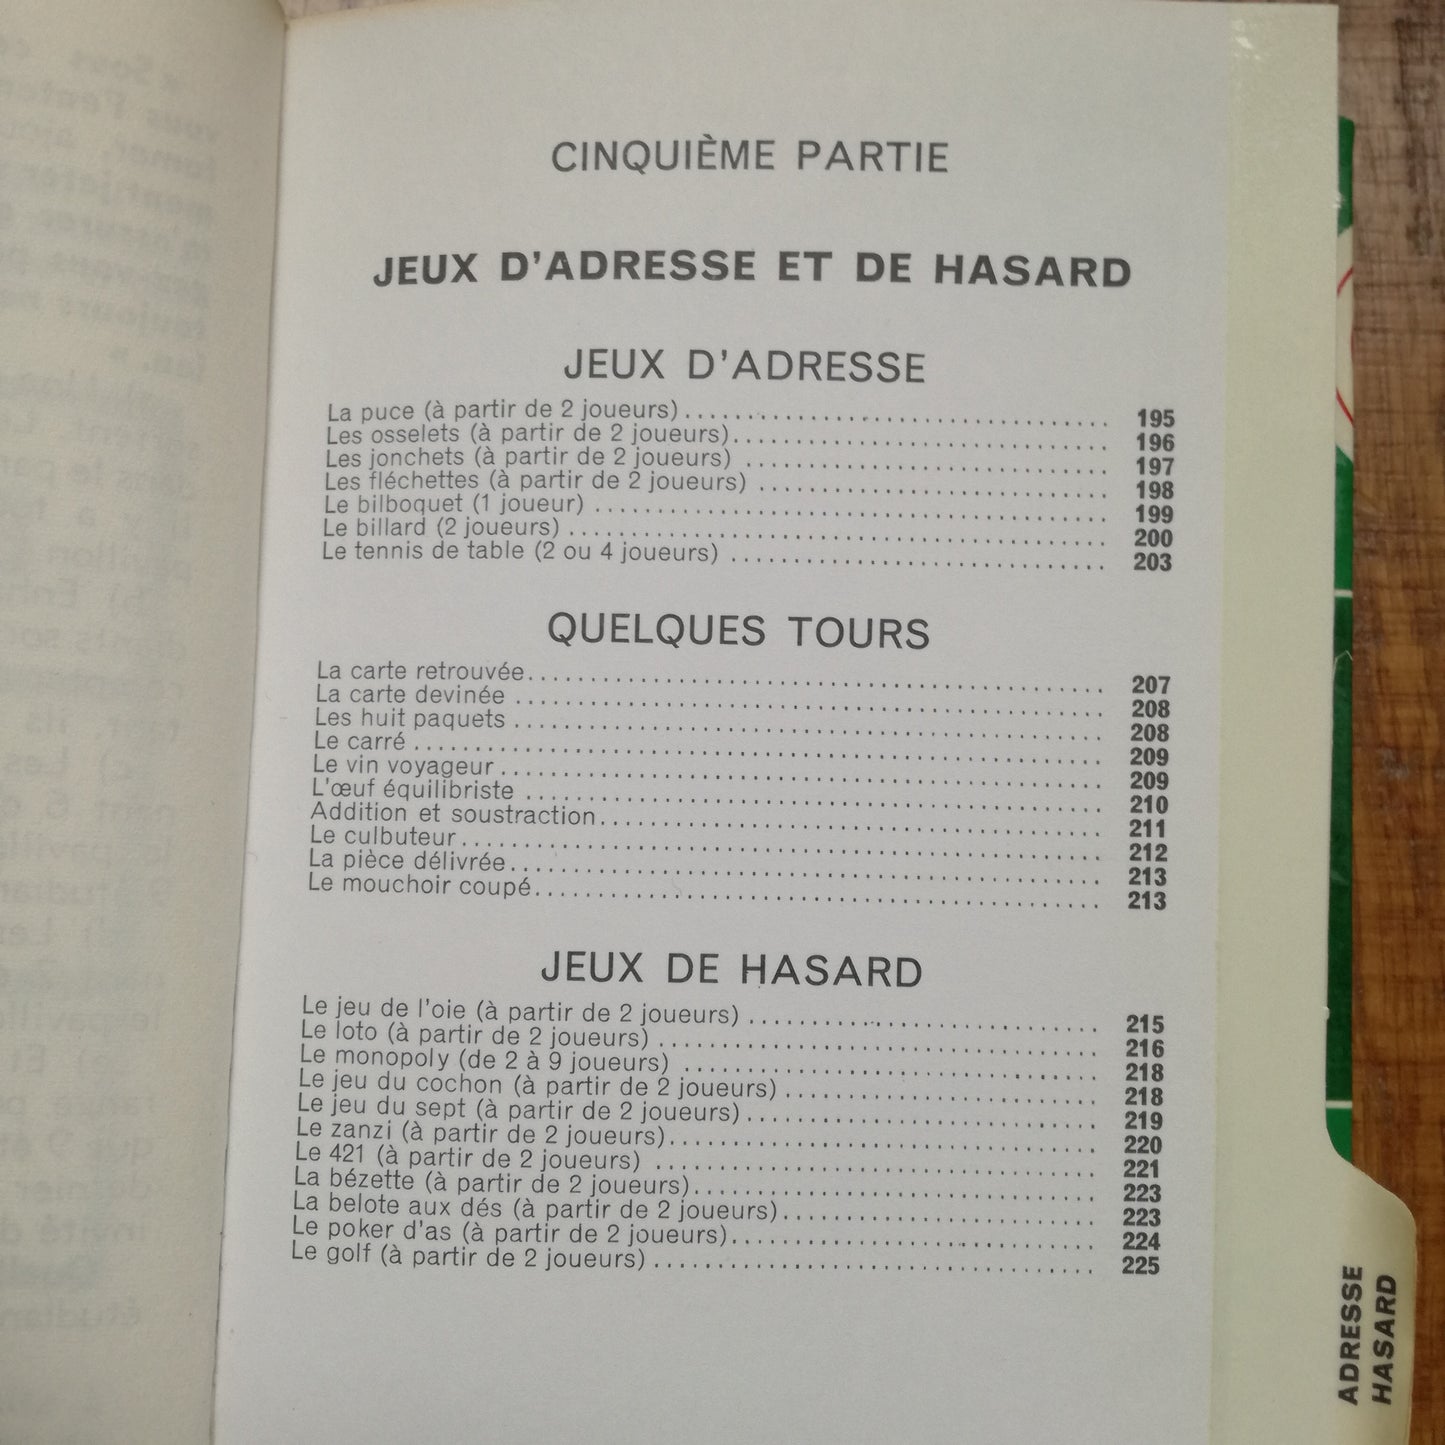 CINQUIÈME PARTIE
JEUX D'ADRESSE ET DE HASARD
JEUX D'ADRESSE
La puce (à partir de 2 joueurs) 195
Les osselets (à partir de 2 joueurs) 196
Les jonchets (à partir de 2 joueurs) 197
Les fléchettes (à partir de 2 joueurs) 198
Le bilboquet (1 joueur) 199
Le billard (2 joueurs) 200
Le tennis de table (2 ou 4 joueurs) 203
QUELQUES TOURS
La carte retrouvée 207
La carte devinée 208
Les huit paquets 208
Le carré 209
Le vin voyageur 209
L'œuf équilibriste 210
Addition et soustraction 211
Le culbuteur 212
La pièce délivrée 213
Le mouchoir coupé 213
JEUX DE HASARD
Le jeu de l'oie (à partir de 2 joueurs) 215
Le loto (à partir de 2 joueurs) 216
Le monopoly (de 2 à 9 joueurs) 218
Le jeu du cochon (à partir de 2 joueurs) 218
Le jeu du sept (à partir de 2 joueurs) 219
Le zanzi (à partir de 2 joueurs) 220
Le 421 (à partir de 2 joueurs) 221
La bézette (à partir de 2 joueurs) 223
La belote aux dés (à partir de 2 joueurs) 223
Le poker d'as (à partir de 2 joueurs) 224
Le golf (à partir de 2 joueurs) 225
ADRESSE
HASARD